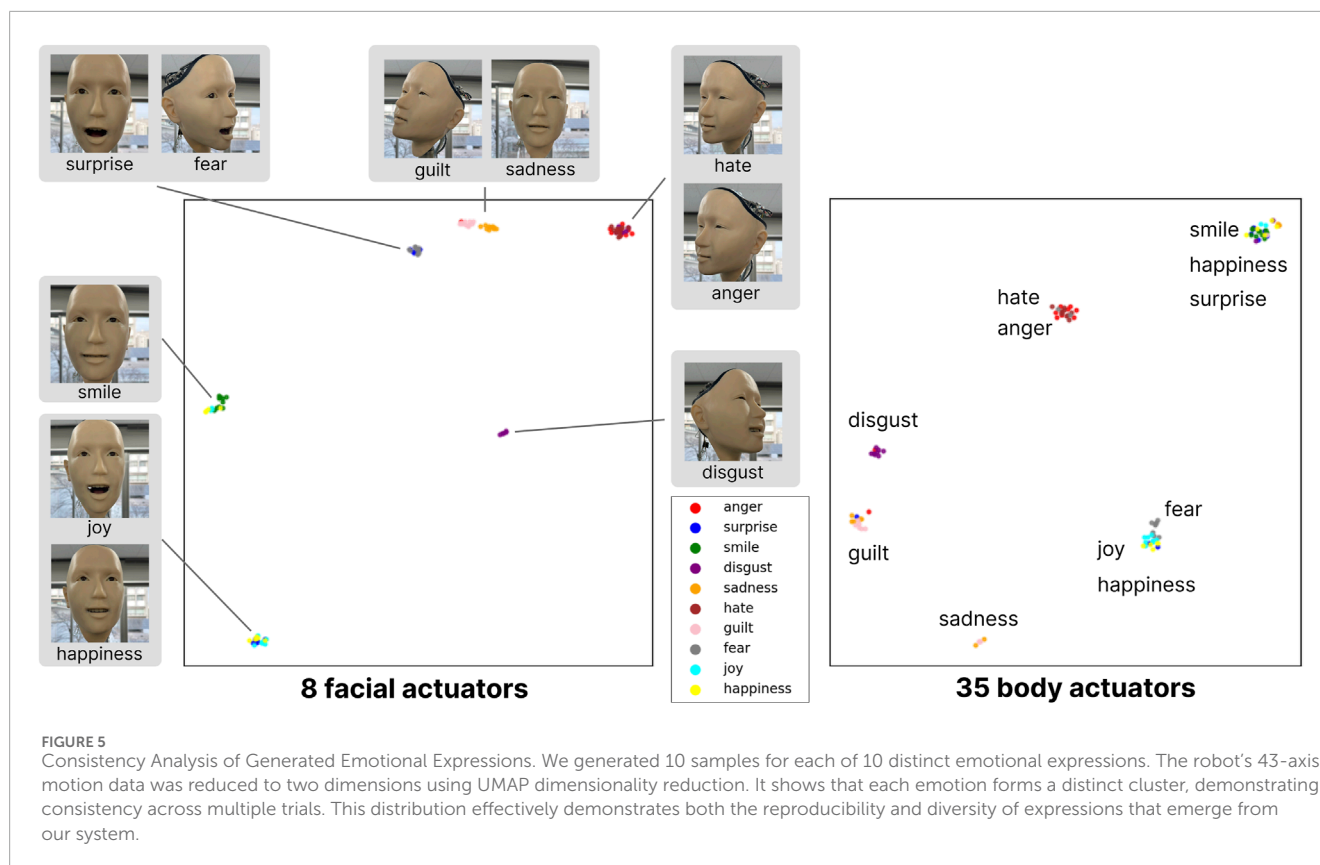 surprise
fear
guilt
sadness
hate
anger
smile
joy
happiness
disgust
anger
surprise
smile
disgust
sadness
hate
guilt
fear
joy
happiness
8 facial actuators
smile
happiness
surprise
hate
anger
disgust
fear
guilt
joy
happiness
sadness
35 body actuators
FIGURE 5
Consistency Analysis of Generated Emotional Expressions. We generated 10 samples for each of 10 distinct emotional expressions. The robot's 43-axis
motion data was reduced to two dimensions using UMAP dimensionality reduction. It shows that each emotion forms a distinct cluster, demonstrating
consistency across multiple trials. This distribution effectively demonstrates both the reproducibility and diversity of expressions that emerge from
our system.